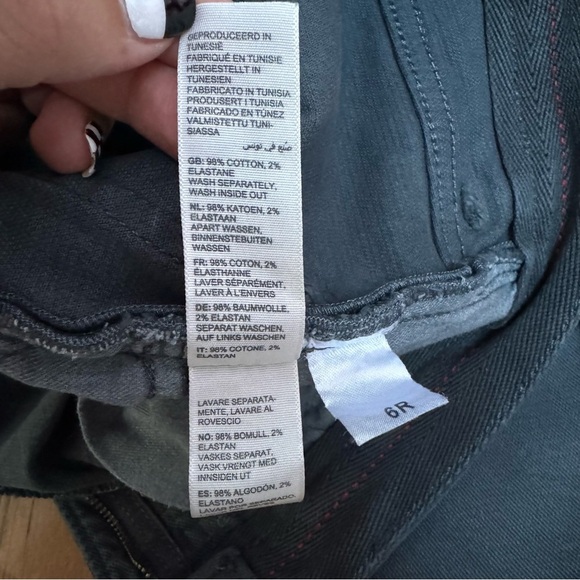 GEPRODUCEERD IN
TUNESIË
FABRIQUÉ EN TUNISIE
HERGESTELLT IN
TUNESIEN
FABBRICATO IN TUNISIA
PRODUSERT I TUNISIA
FABRICADO EN TÚNEZ
VALMISTETTU TUNI-
SIASSA
صنع في تونس
GB: 98% COTTON, 2%
ELASTANE
WASH SEPARATELY,
WASH INSIDE OUT
NL: 98% KATOEN, 2%
ELASTAAN
APART WASSEN,
BINNENSTEBUITEN
WASSEN
FR: 98% COTON, 2%
ÉLASTHANNE
LAVER SÉPARÉMENT,
LAVER À L'ENVERS
DE: 98% BAUMWOLLE,
2% ELASTAN
SEPARAT WASCHEN,
AUF LINKS WASCHEN
IT: 98% COTONE, 2%
ELASTAN
LAVARE SEPARATA-
MENTE, LAVARE AL
ROVESCIO
NO: 98% BOMULL, 2%
ELASTAN
VASKES SEPARAT,
VASK VRENGT MED
INNSIDEN UT
ES: 98% ALGODÓN, 2%
ELASTANO
LAVAR POR SEPARADO,
6R